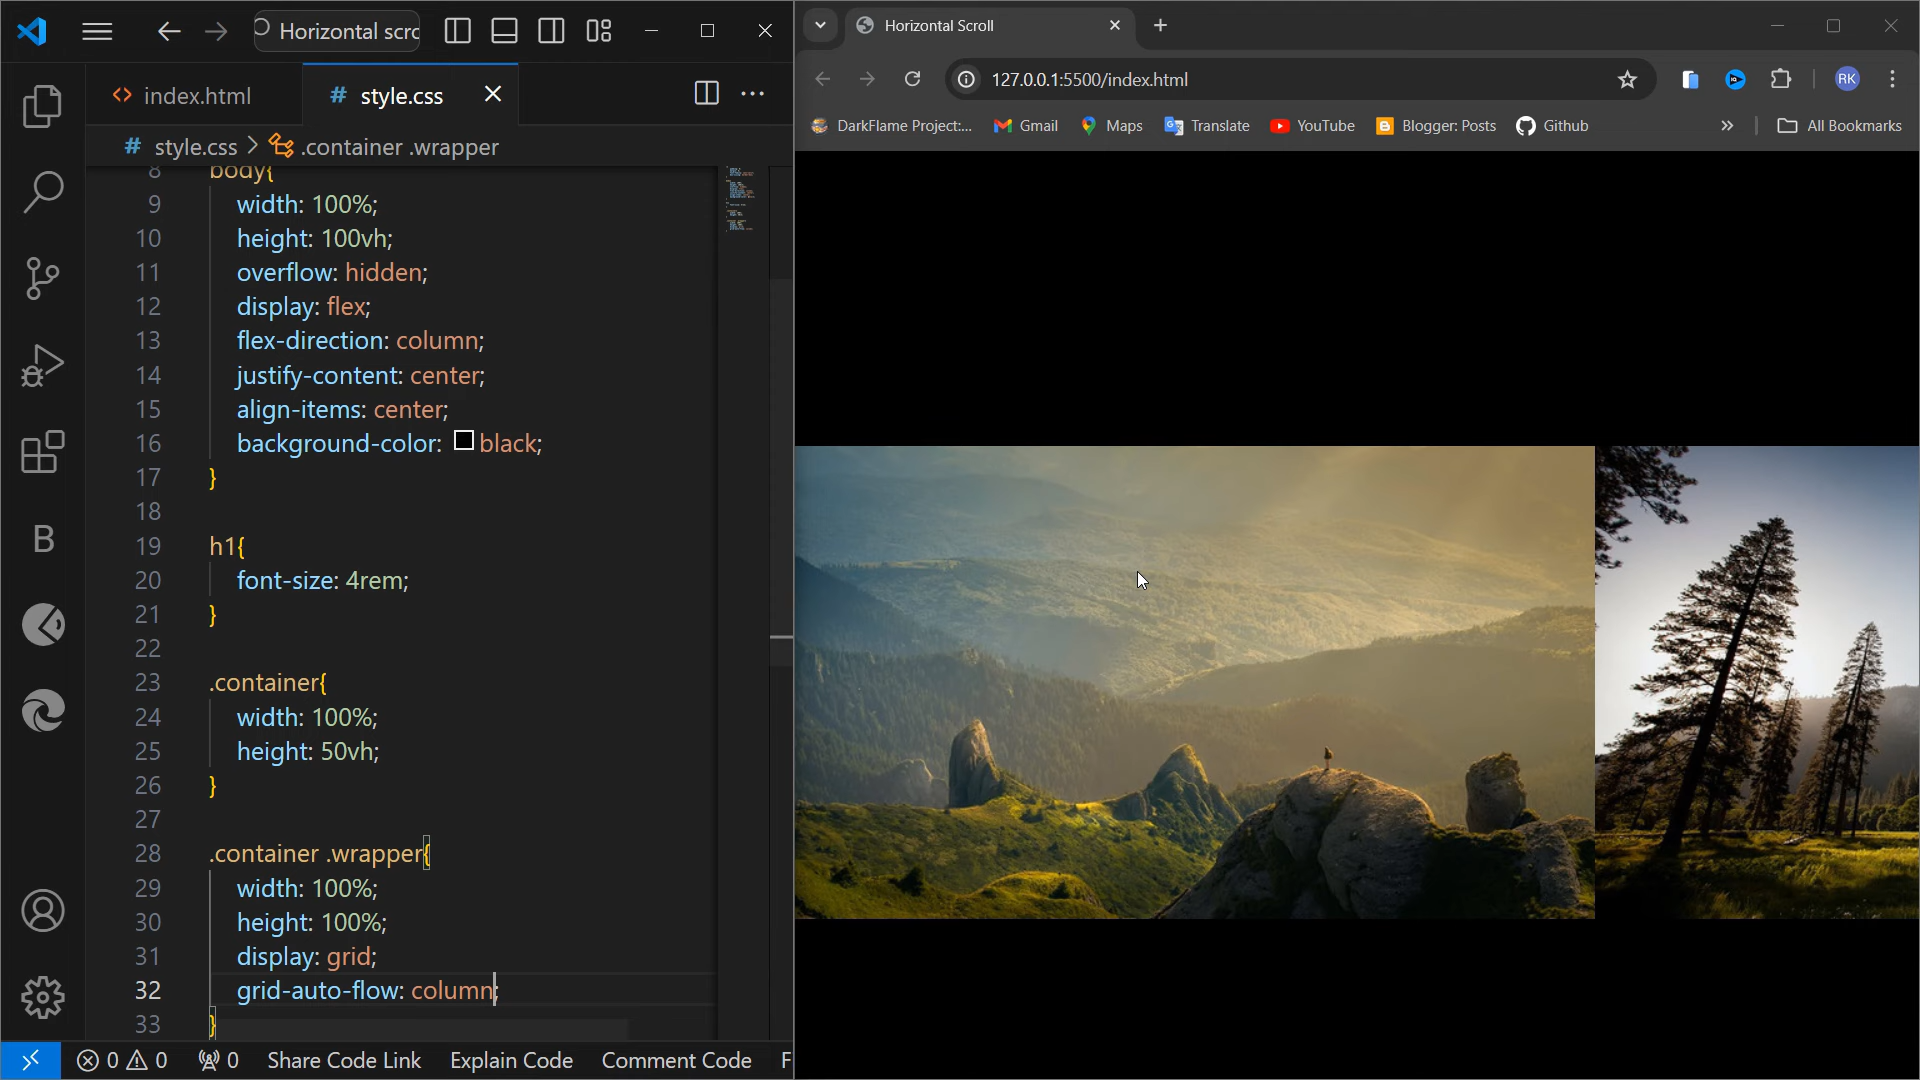 Horizontal scro
index.html
# style.css
# style.css > .container .wrapper
8 body{
9 width: 100%;
10 height: 100vh;
11 overflow: hidden;
12 display: flex;
13 flex-direction: column;
14 justify-content: center;
15 align-items: center;
16 background-color: black;
17 }
18
19 h1{
20 font-size: 4rem;
21 }
22
23 .container{
24 width: 100%;
25 height: 50vh;
26 }
27
28 .container .wrapper{
29 width: 100%;
30 height: 100%;
31 display: grid;
32 grid-auto-flow: column;
33 }
B
0 0 0 Share Code Link Explain Code Comment Code F
Horizontal Scroll
127.0.0.1:5500/index.html
RK
DarkFlame Project:... Gmail Maps Translate YouTube Blogger: Posts Github » All Bookmarks